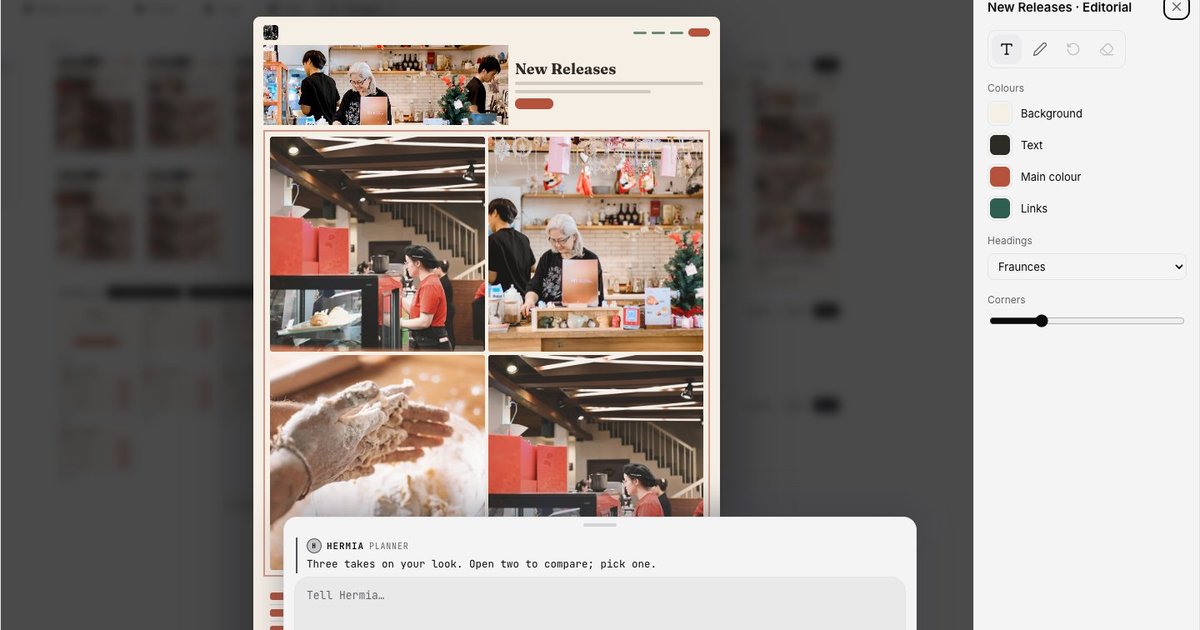 New Releases
New Releases · Editorial
T
Colours
Background
Text
Main colour
Links
Headings
Fraunces
Corners
H HERMIA PLANNER
Three takes on your look. Open two to compare; pick one.
Tell Hermia…